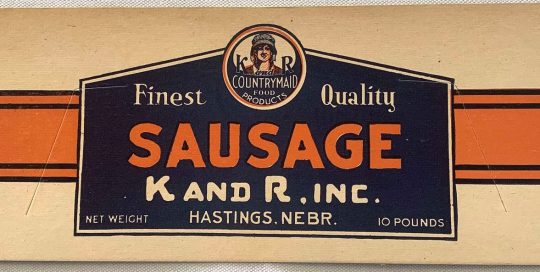 K R
COUNTRYMAID
FOOD
PRODUCTS
Finest Quality
SAUSAGE
K AND R, INC.
HASTINGS, NEBR.
NET WEIGHT 10 POUNDS